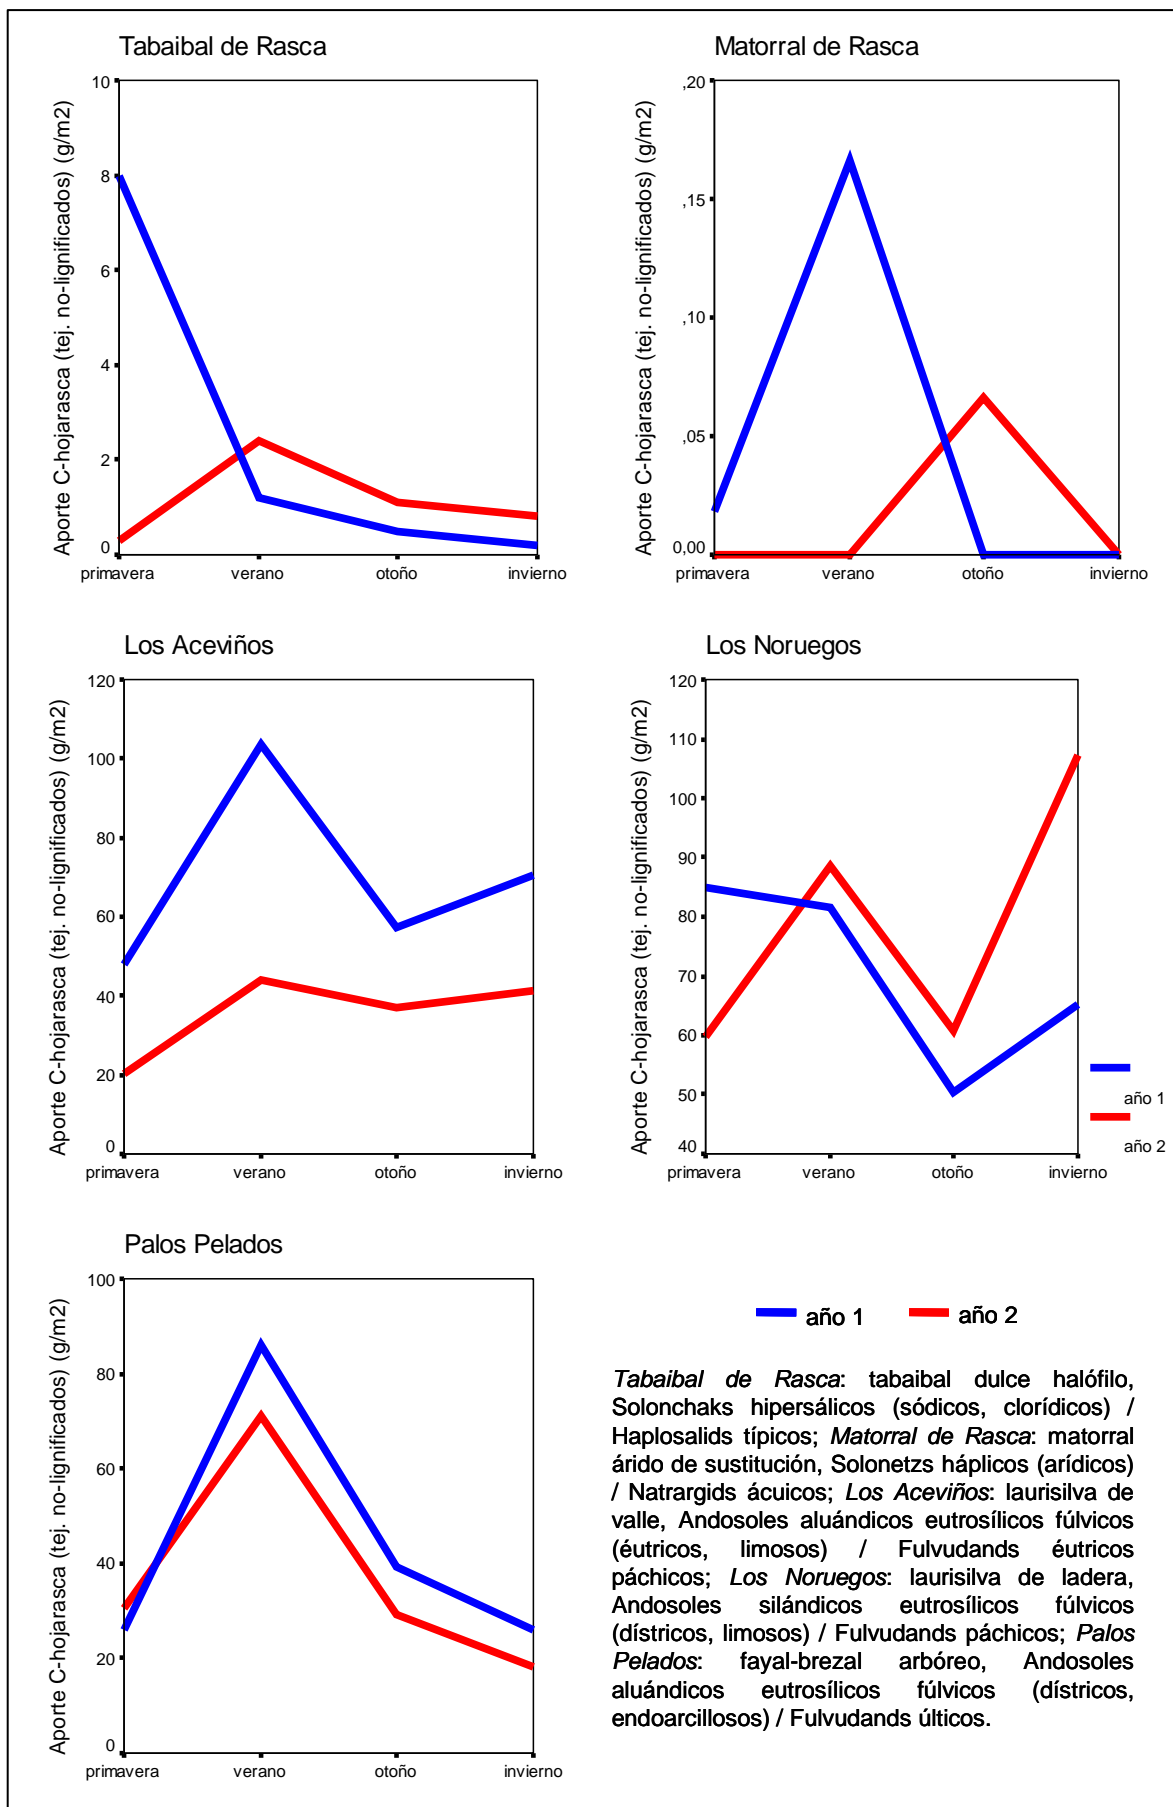 Tabaibal de Rasca
Aporte C-hojarasca (tej. no-lignificados) (g/m2)
10
8
6
4
2
0
primavera verano otoño invierno
Matorral de Rasca
Aporte C-hojarasca (tej. no-lignificados) (g/m2)
,20
,15
,10
,05
0,00
primavera verano otoño invierno
Los Aceviños
Aporte C-hojarasca (tej. no-lignificados) (g/m2)
120
100
80
60
40
20
0
primavera verano otoño invierno
Los Noruegos
Aporte C-hojarasca (tej. no-lignificados) (g/m2)
120
110
100
90
80
70
60
50
40
primavera verano otoño invierno
año 1
año 2
Palos Pelados
Aporte C-hojarasca (tej. no-lignificados) (g/m2)
100
80
60
40
20
0
primavera verano otoño invierno
año 1 año 2
Tabaibal de Rasca: tabaibal dulce halófilo,
Solonchaks hipersálicos (sódicos, clorídicos) /
Haplosalids típicos; Matorral de Rasca: matorral
árido de sustitución, Solonetzs háplicos (arídicos)
/ Natrargids ácuicos; Los Aceviños: laurisilva de
valle, Andosoles aluándicos eutrosílicos fúlvicos
(éutricos, limosos) / Fulvudands éutricos
páchicos; Los Noruegos: laurisilva de ladera,
Andosoles silándicos eutrosílicos fúlvicos
(dístricos, limosos) / Fulvudands páchicos; Palos
Pelados: fayal-brezal arbóreo, Andosoles
aluándicos eutrosílicos fúlvicos (dístricos,
endoarcillosos) / Fulvudands últicos.